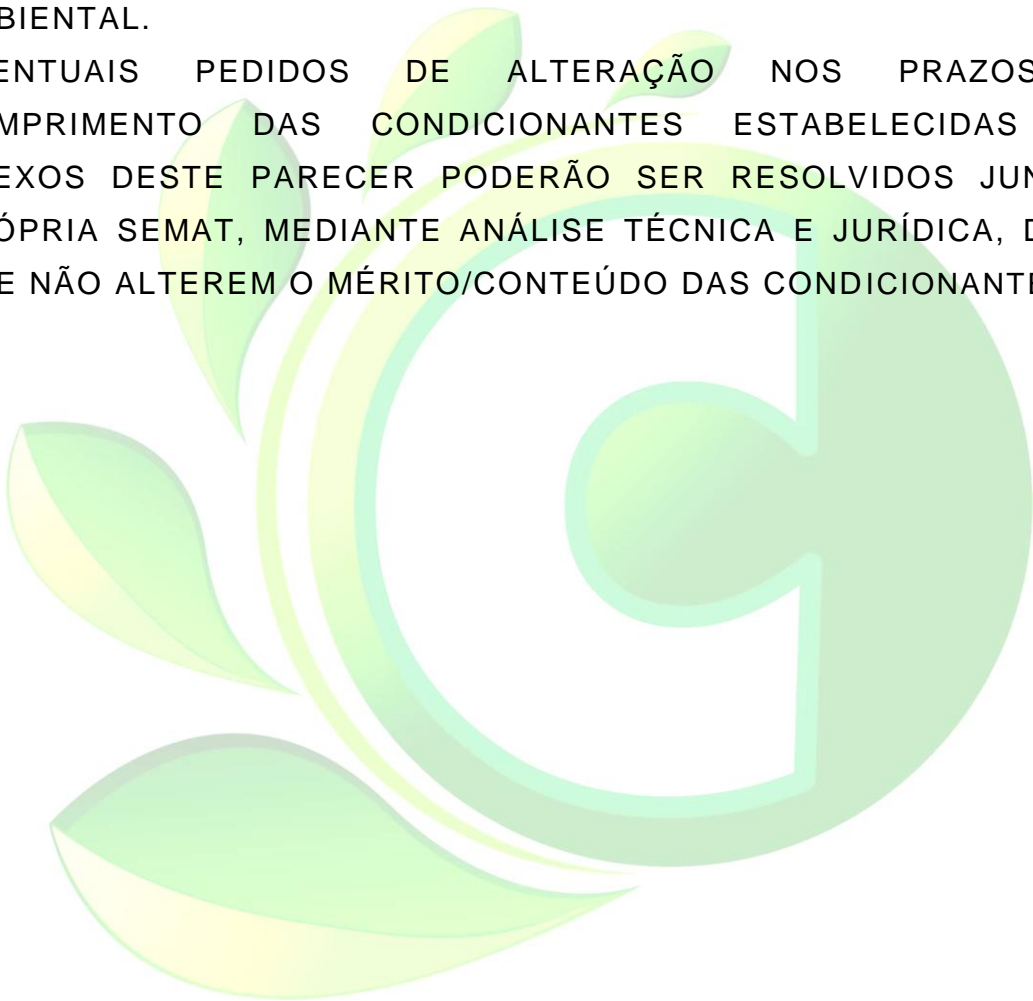 BIENTAL.
ENTUAIS PEDIDOS DE ALTERAÇÃO NOS PRAZOS
MPRIMENTO DAS CONDICIONANTES ESTABELECIDAS
EXOS DESTE PARECER PODERÃO SER RESOLVIDOS JUN
ÓPRIA SEMAT, MEDIANTE ANÁLISE TÉCNICA E JURÍDICA, D
E NÃO ALTEREM O MÉRITO/CONTEÚDO DAS CONDICIONANTE